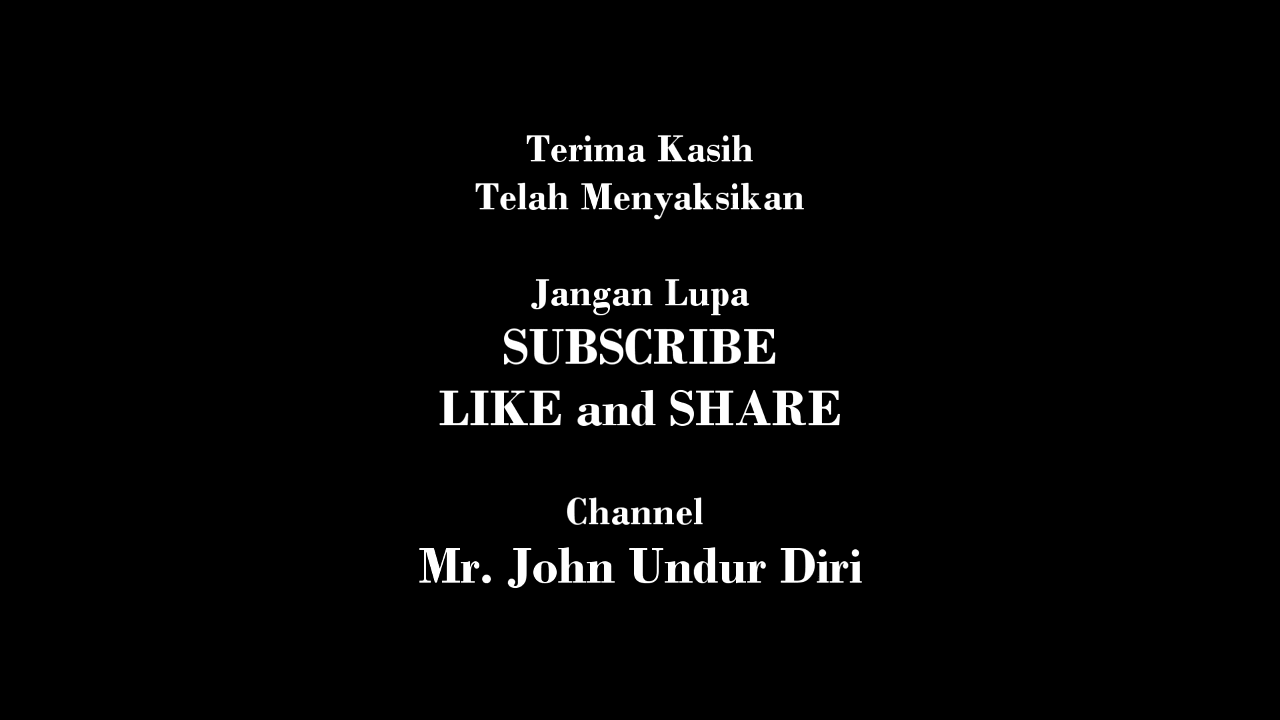 Terima Kasih
Telah Menyaksikan
Jangan Lupa
SUBSCRIBE
LIKE and SHARE
Channel
Mr. John Undur Diri